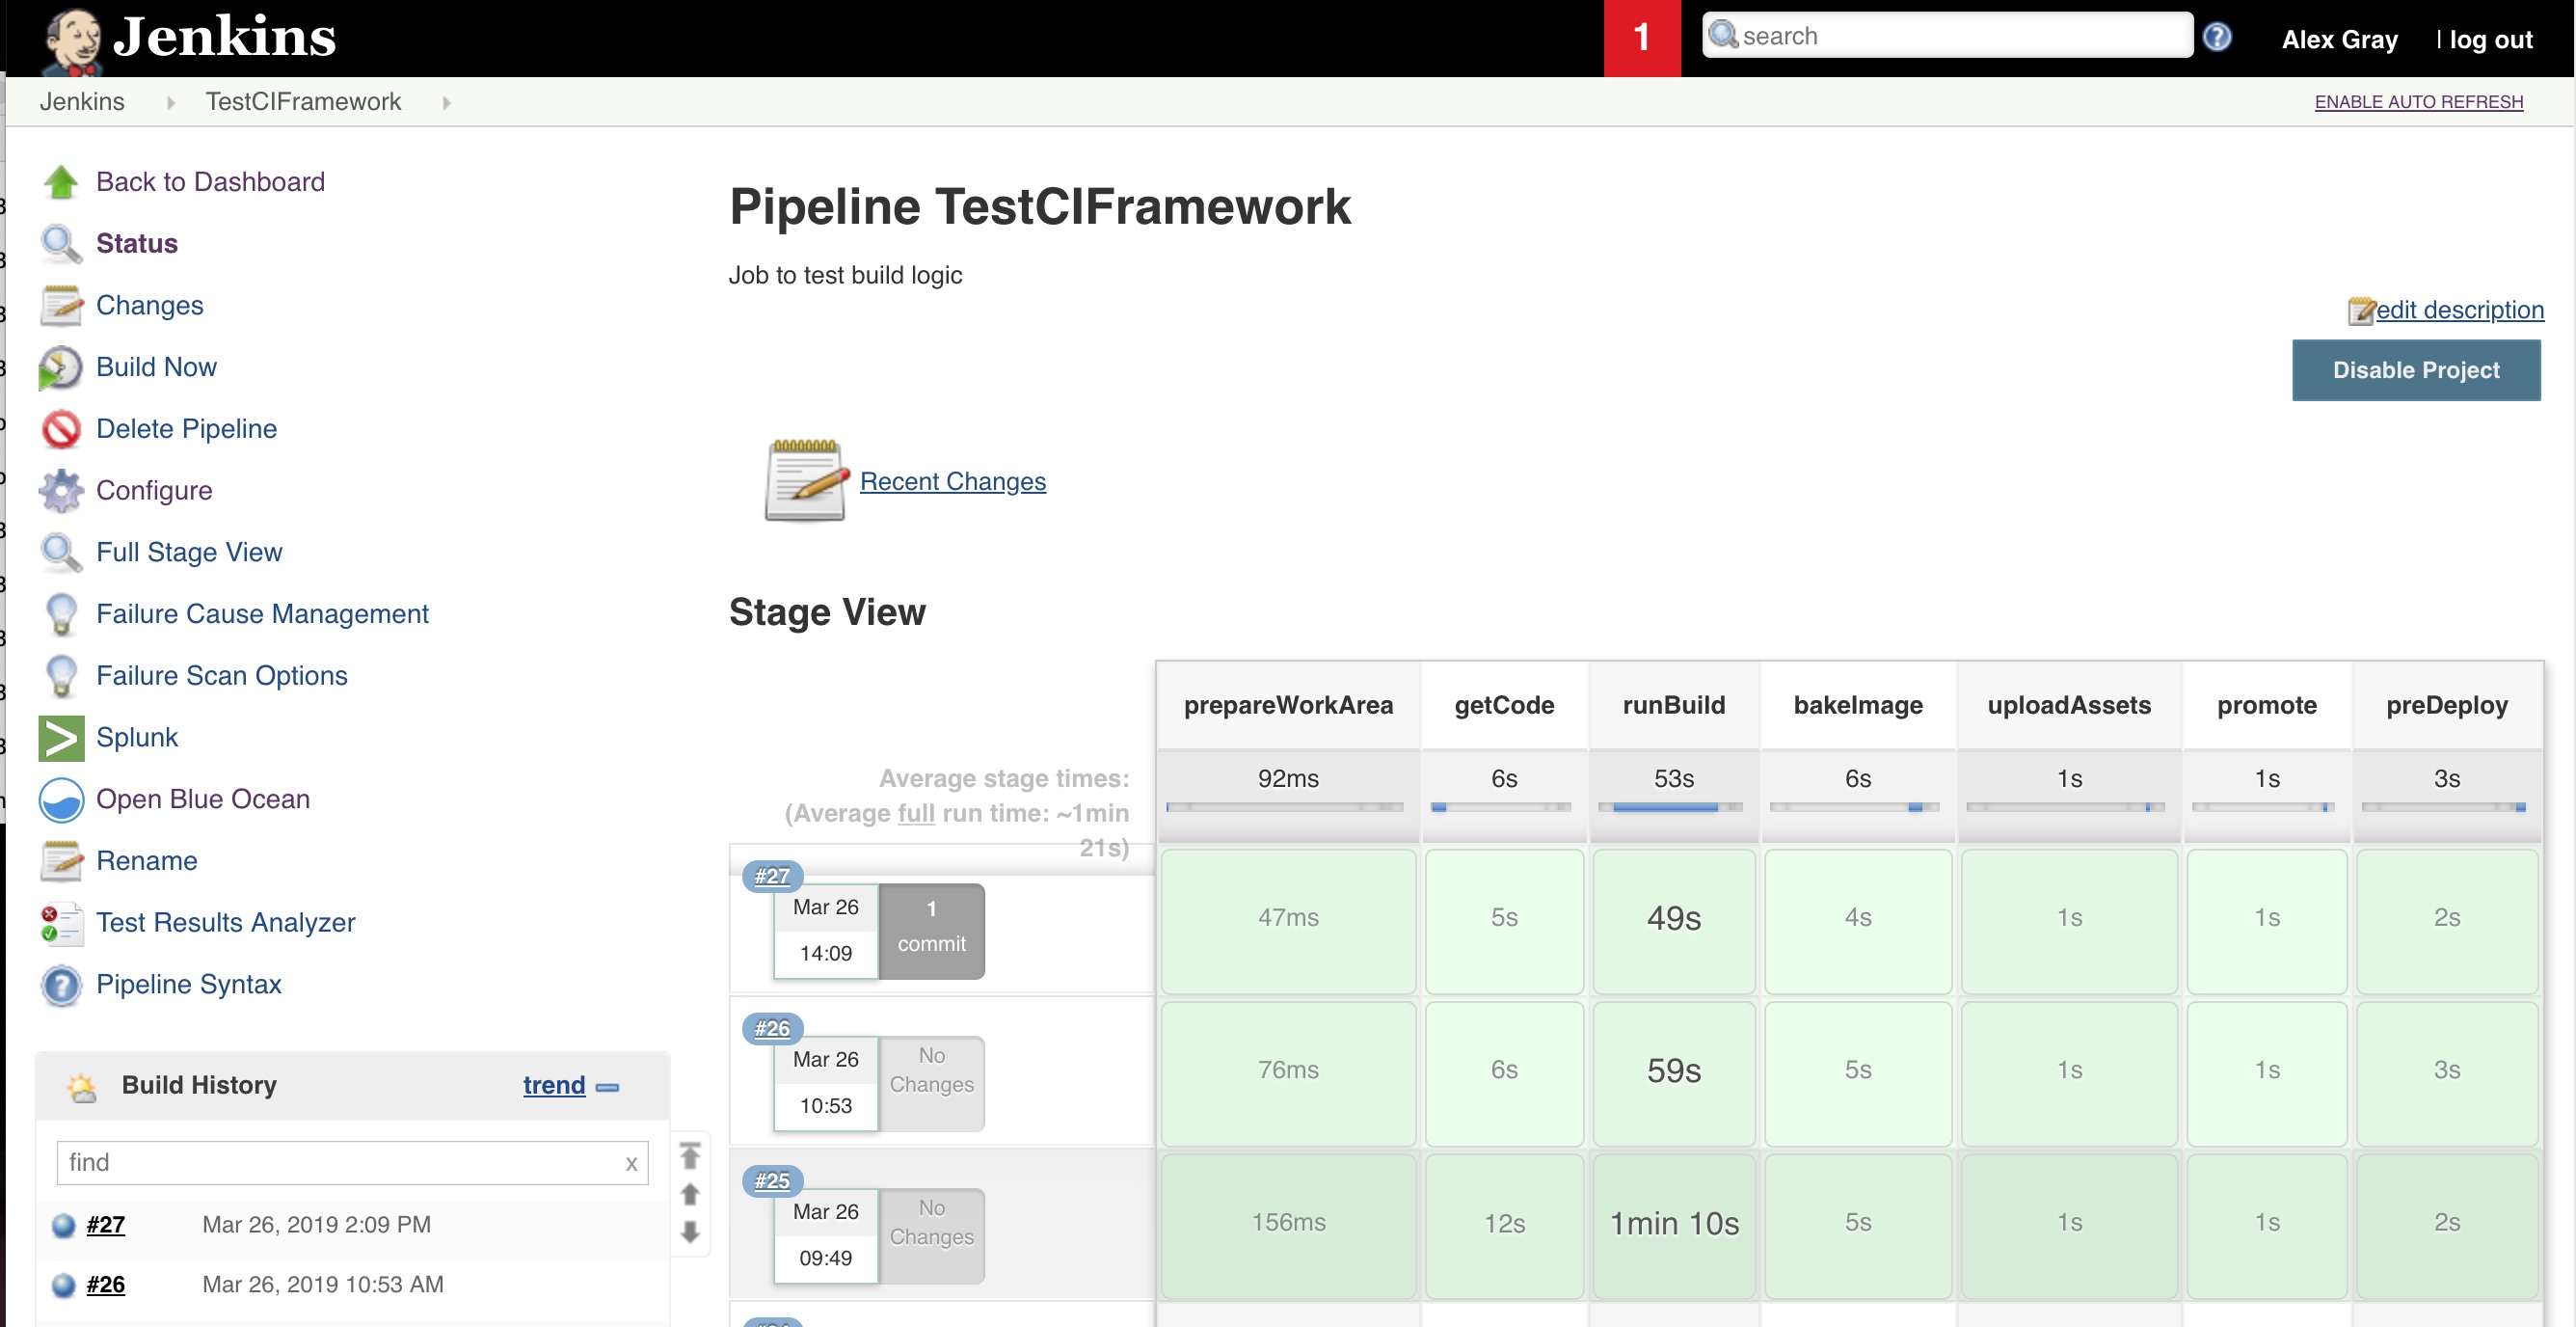 Jenkins
1
search
Alex Gray
| log out
Jenkins
TestCIFramework
ENABLE AUTO REFRESH
Back to Dashboard
Status
Changes
Build Now
Delete Pipeline
Configure
Full Stage View
Failure Cause Management
Failure Scan Options
Splunk
Open Blue Ocean
Rename
Test Results Analyzer
Pipeline Syntax
Build History
trend
find
x
#27 Mar 26, 2019 2:09 PM
#26 Mar 26, 2019 10:53 AM
Pipeline TestCIFramework
Job to test build logic
edit description
Disable Project
Recent Changes
Stage View
prepareWorkArea getCode runBuild bakeImage uploadAssets promote preDeploy
Average stage times:
(Average full run time: ~1min
21s)
92ms 6s 53s 6s 1s 1s 3s
#27
Mar 26
14:09
1
commit
47ms 5s 49s 4s 1s 1s 2s
#26
Mar 26
10:53
No
Changes
76ms 6s 59s 5s 1s 1s 3s
#25
Mar 26
09:49
No
Changes
156ms 12s 1min 10s 5s 1s 1s 2s